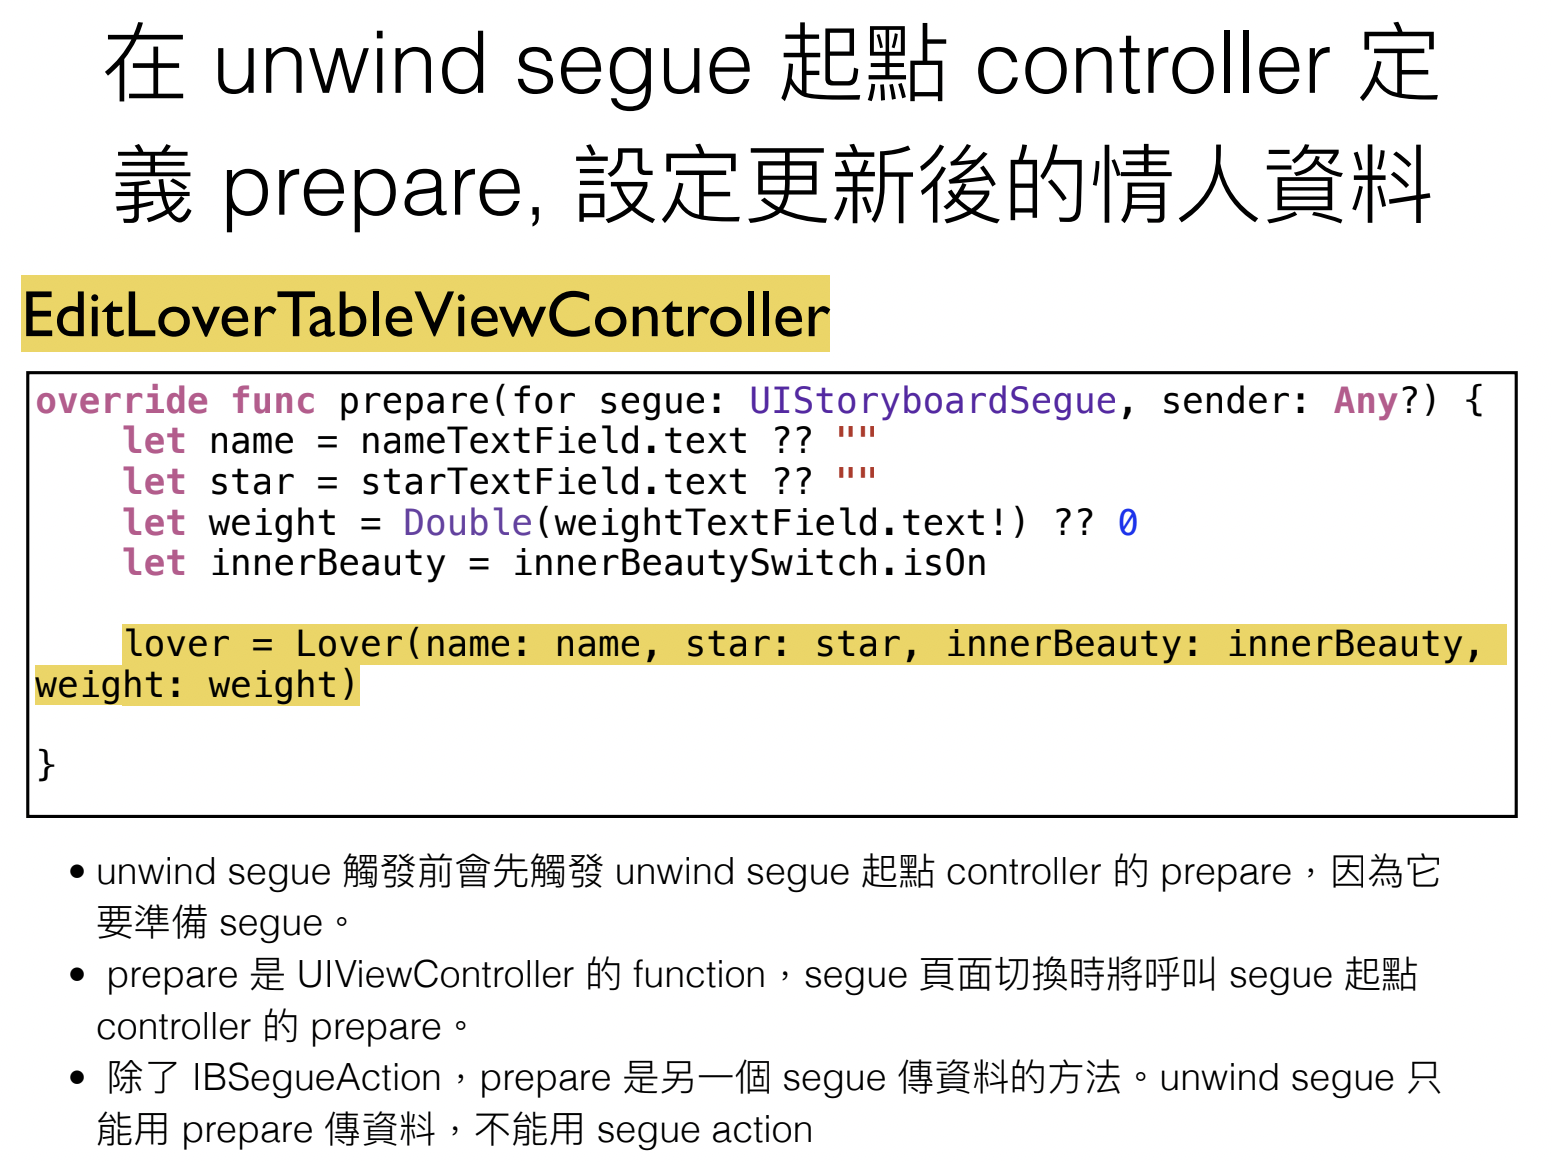 在 unwind segue 起點 controller 定
義 prepare, 設定更新後的情人資料
EditLoverTableViewController
override func prepare(for segue: UIStoryboardSegue, sender: Any?) {
    let name = nameTextField.text ?? ""
    let star = starTextField.text ?? ""
    let weight = Double(weightTextField.text!) ?? 0
    let innerBeauty = innerBeautySwitch.isOn
    lover = Lover(name: name, star: star, innerBeauty: innerBeauty,
weight: weight)
}
• unwind segue 觸發前會先觸發 unwind segue 起點 controller 的 prepare，因為它
要準備 segue。
• prepare 是 UIViewController 的 function，segue 頁面切換時將呼叫 segue 起點
controller 的 prepare。
• 除了 IBSegueAction，prepare 是另一個 segue 傳資料的方法。unwind segue 只
能用 prepare 傳資料，不能用 segue action